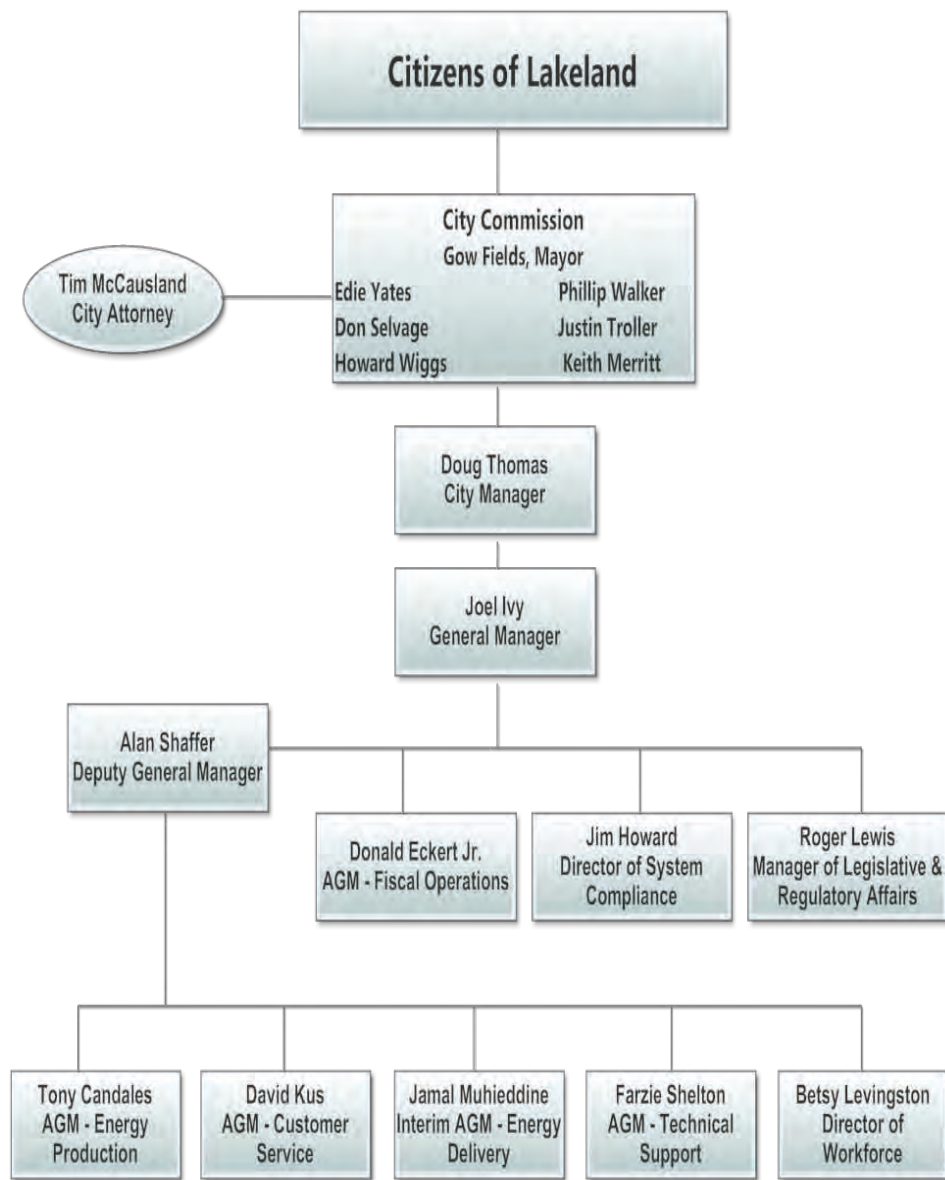 Citizens of Lakeland
City Commission
Gow Fields, Mayor
Edie Yates Phillip Walker
Don Selvage Justin Troller
Howard Wiggs Keith Merritt
Tim McCausland
City Attorney
Doug Thomas
City Manager
Joel Ivy
General Manager
Alan Shaffer
Deputy General Manager
Donald Eckert Jr.
AGM - Fiscal Operations
Jim Howard
Director of System
Compliance
Roger Lewis
Manager of Legislative &
Regulatory Affairs
Tony Candales
AGM - Energy
Production
David Kus
AGM - Customer
Service
Jamal Muhieddine
Interim AGM - Energy
Delivery
Farzie Shelton
AGM - Technical
Support
Betsy Levingston
Director of
Workforce